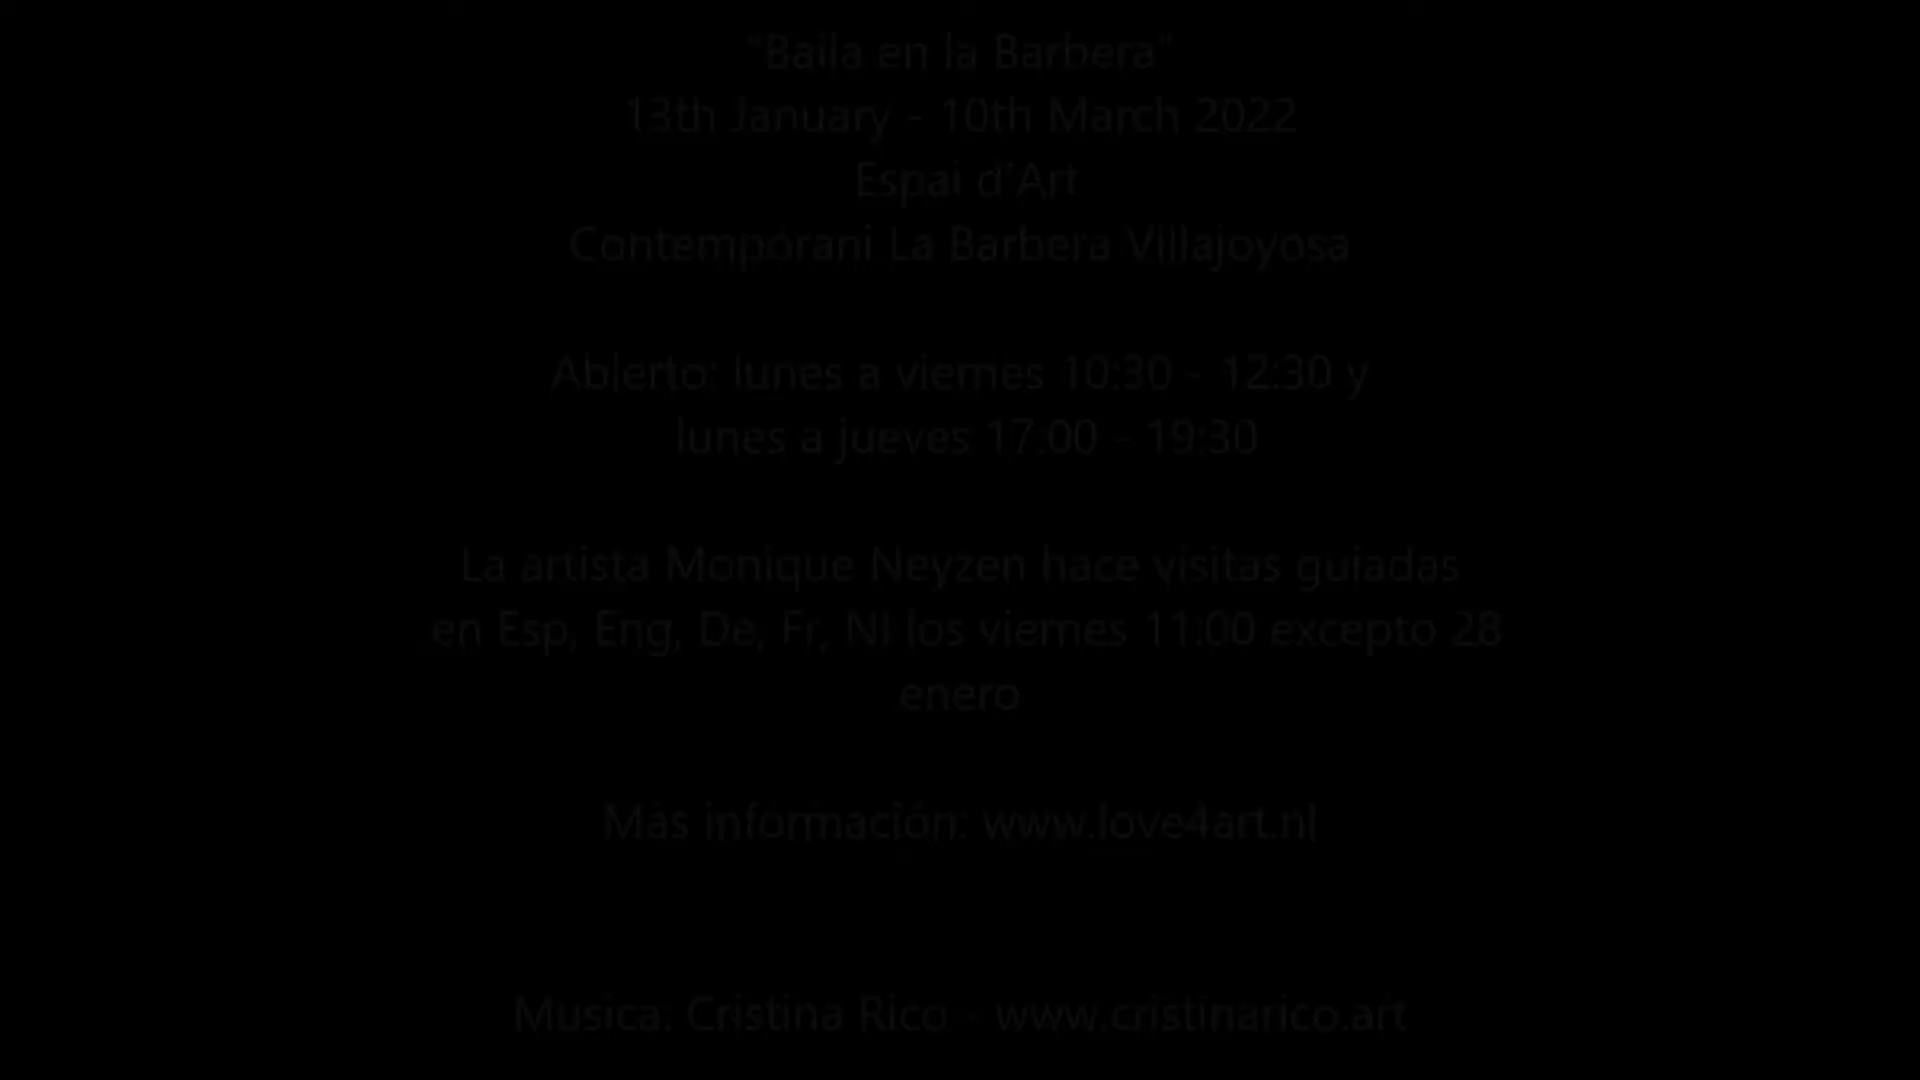 "Baila en la Barbera"
13th January - 10th March 2022
Espai d'Art
Contemporani La Barbera Villajoyosa
Abierto: lunes a viernes 10:30 - 12:30 y
lunes a jueves 17:00 - 19:30
La artista Monique Neyzen hace visitas guiadas
en Esp, Eng, De, Fr, Nl los viernes 11:00 excepto 28
enero
Más información: www.love4art.nl
Musica: Cristina Rico - www.cristinarico.art